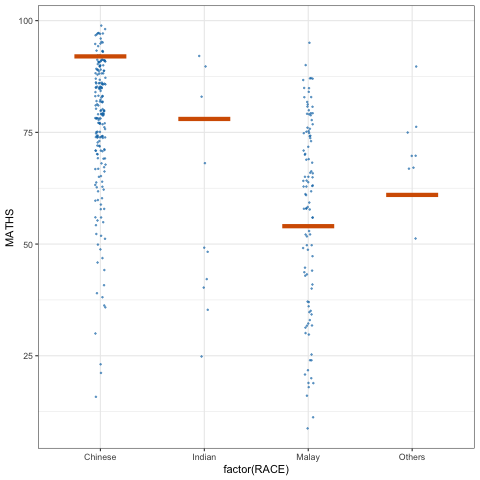 100
75
50
25
MATHS
Chinese
Indian
Malay
Others
factor(RACE)